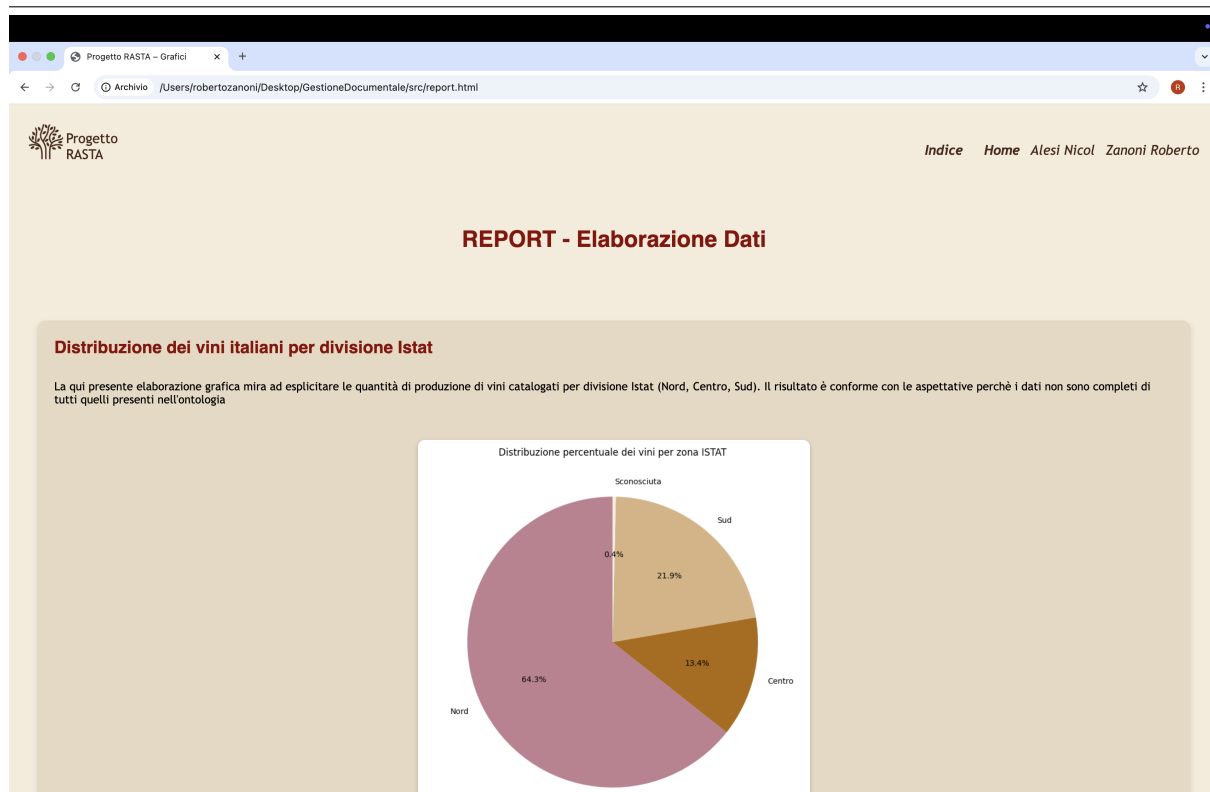 Progetto RASTA – Grafici
Archivio /Users/robertozanoni/Desktop/GestioneDocumentale/src/report.html
R
Progetto
RASTA
Indice Home Alesi Nicol Zanoni Roberto
REPORT - Elaborazione Dati
Distribuzione dei vini italiani per divisione Istat
La qui presente elaborazione grafica mira ad esplicitare le quantità di produzione di vini catalogati per divisione Istat (Nord, Centro, Sud). Il risultato è conforme con le aspettative perchè i dati non sono completi di
tutti quelli presenti nell'ontologia
Distribuzione percentuale dei vini per zona ISTAT
Sconosciuta
Sud
0.4%
21.9%
13.4%
64.3%
Centro
Nord